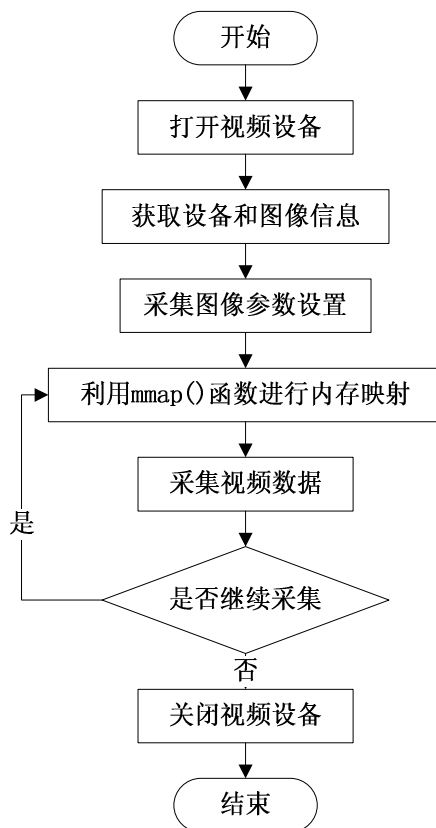 开始
打开视频设备
获取设备和图像信息
采集图像参数设置
利用mmap()函数进行内存映射
采集视频数据
是
是否继续采集
否
关闭视频设备
结束